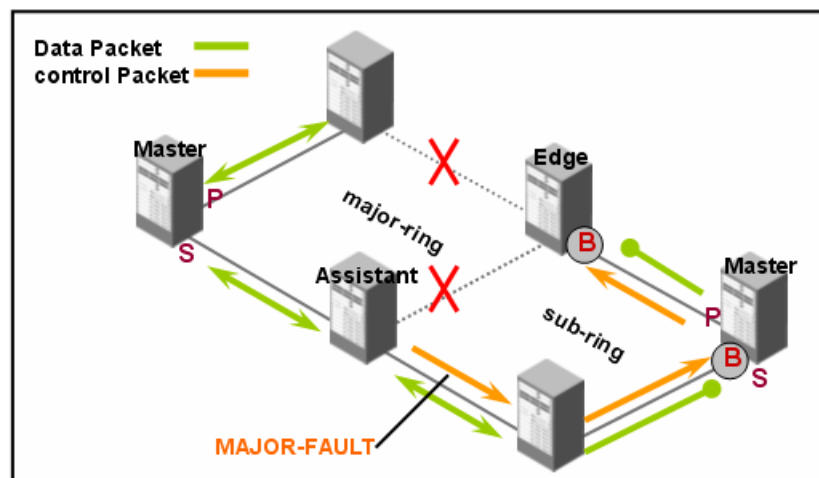 Data Packet
control Packet
Master
P
S
major-ring
Edge
B
Assistant
Master
P
sub-ring
B
S
MAJOR-FAULT